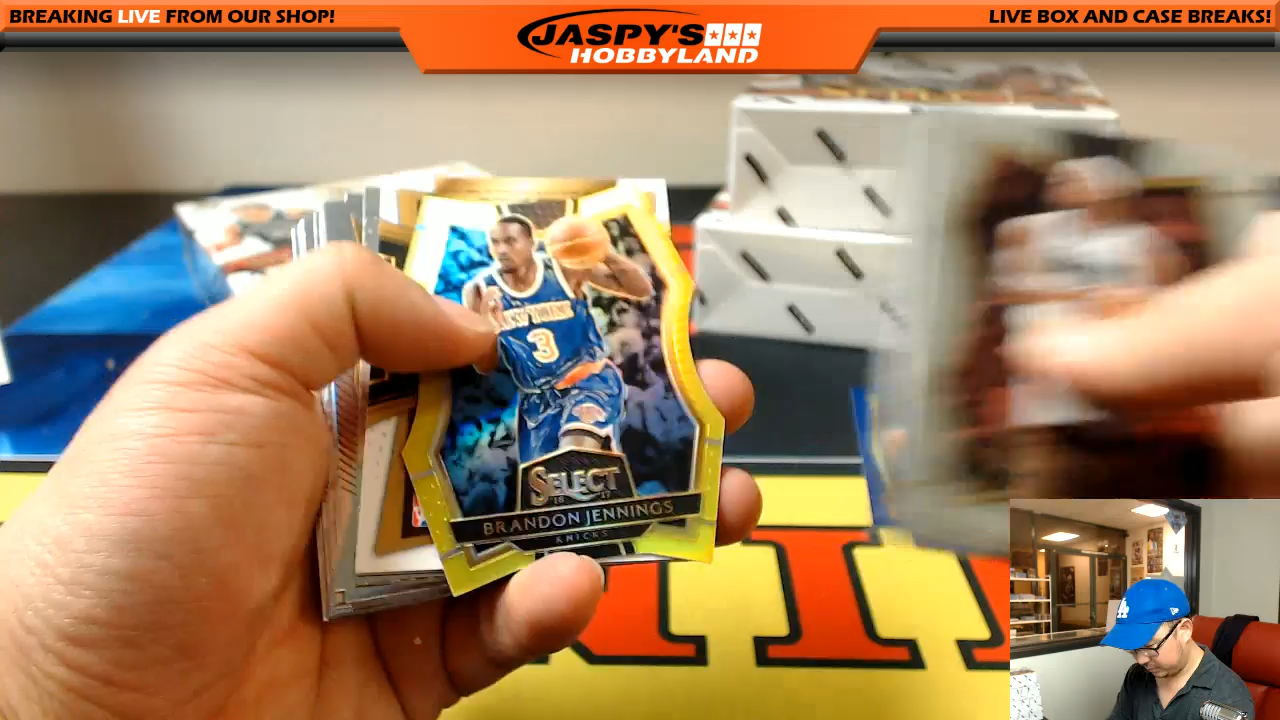 BREAKING LIVE FROM OUR SHOP!
JASPY'S
HOBBYLAND
LIVE BOX AND CASE BREAKS!
NEW YORK
3
SELECT
16 17
BRANDON JENNINGS
KNICKS
LA